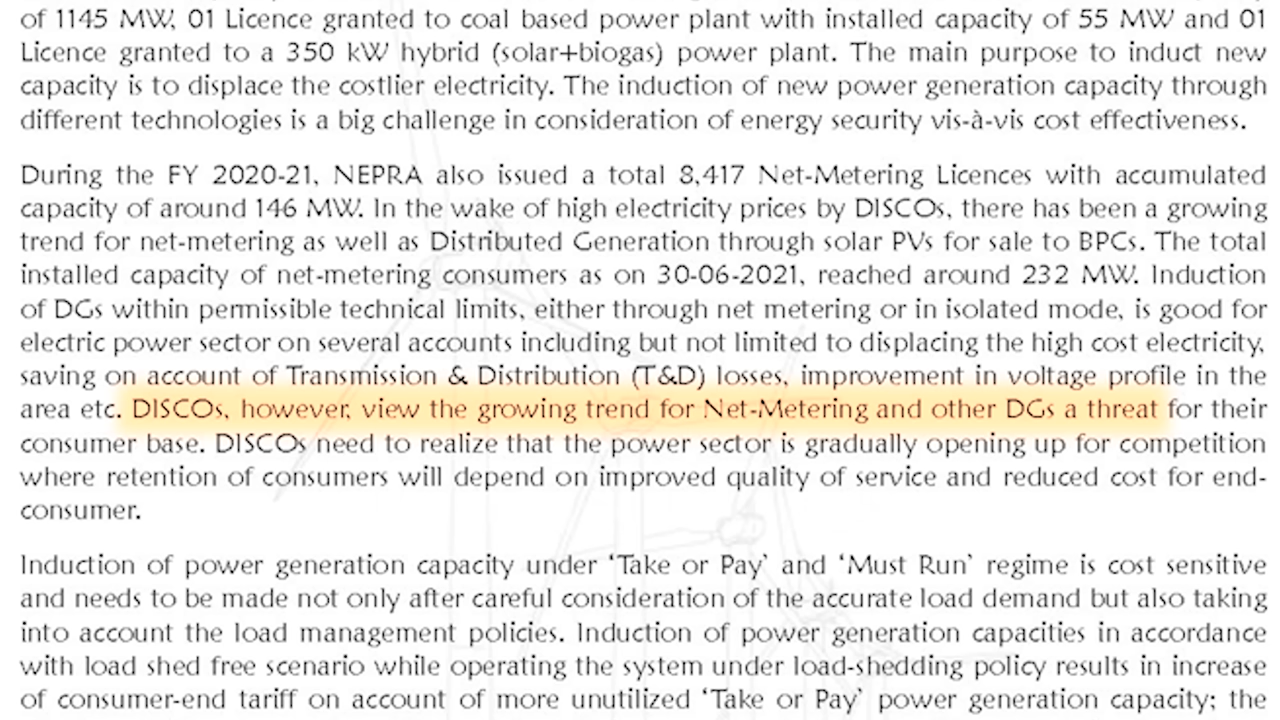 of 1145 MW, 01 Licence granted to coal based power plant with installed capacity of 55 MW and 01
Licence granted to a 350 kW hybrid (solar+biogas) power plant. The main purpose to induct new
capacity is to displace the costlier electricity. The induction of new power generation capacity through
different technologies is a big challenge in consideration of energy security vis-à-vis cost effectiveness.
During the FY 2020-21, NEPRA also issued a total 8,417 Net-Metering Licences with accumulated
capacity of around 146 MW. In the wake of high electricity prices by DISCOs, there has been a growing
trend for net-metering as well as Distributed Generation through solar PVs for sale to BPCs. The total
installed capacity of net-metering consumers as on 30-06-2021, reached around 232 MW. Induction
of DGs within permissible technical limits, either through net metering or in isolated mode, is good for
electric power sector on several accounts including but not limited to displacing the high cost electricity,
saving on account of Transmission & Distribution (T&D) losses, improvement in voltage profile in the
area etc. DISCOs, however, view the growing trend for Net-Metering and other DGs a threat for their
consumer base. DISCOs need to realize that the power sector is gradually opening up for competition
where retention of consumers will depend on improved quality of service and reduced cost for end-
consumer.
Induction of power generation capacity under ‘Take or Pay’ and ‘Must Run’ regime is cost sensitive
and needs to be made not only after careful consideration of the accurate load demand but also taking
into account the load management policies. Induction of power generation capacities in accordance
with load shed free scenario while operating the system under load-shedding policy results in increase
of consumer-end tariff on account of more unutilized ‘Take or Pay’ power generation capacity; the